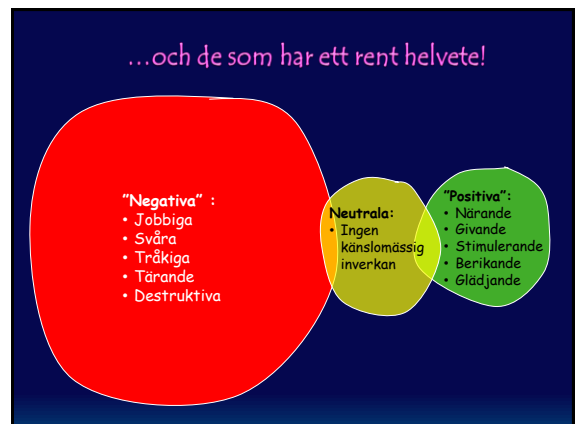 ...och de som har ett rent helvete!
"Negativa" :
• Jobbiga
• Svåra
• Tråkiga
• Tärande
• Destruktiva
Neutrala:
• Ingen
känslomässig
inverkan
"Positiva":
• Närande
• Givande
• Stimulerande
• Berikande
• Glädjande